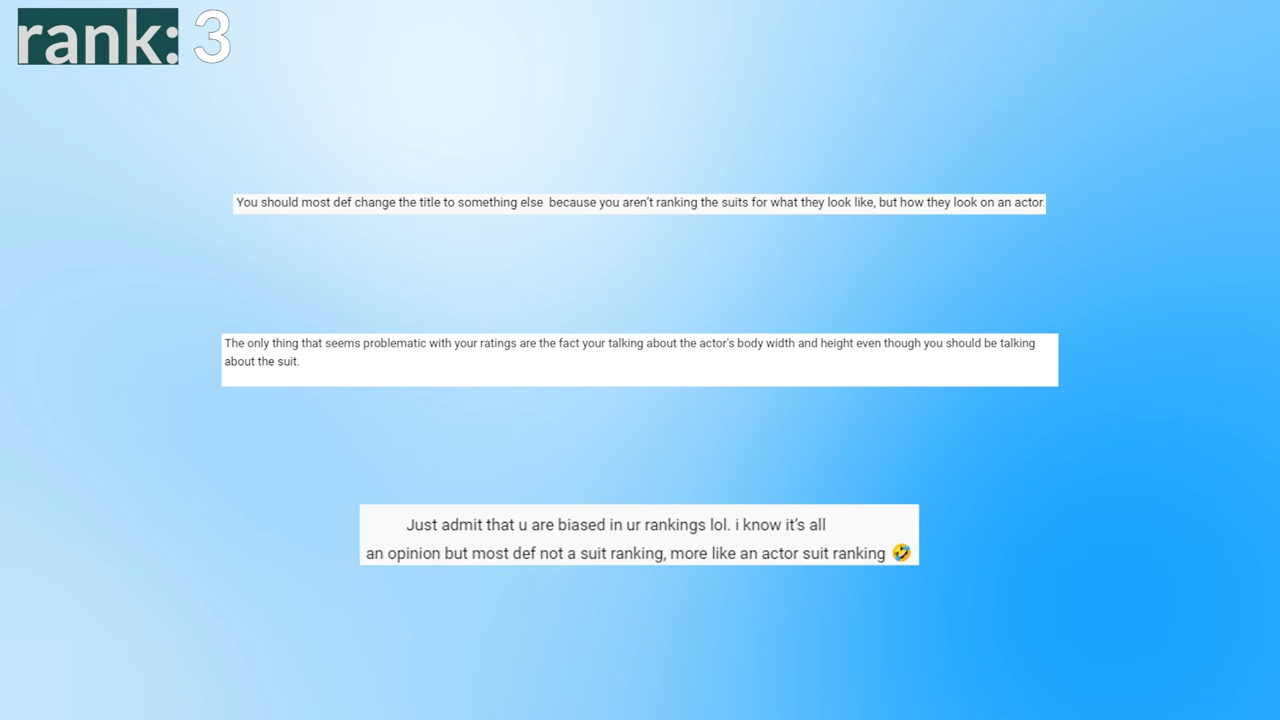 rank: 3
You should most def change the title to something else  because you aren’t ranking the suits for what they look like, but how they look on an actor.
The only thing that seems problematic with your ratings are the fact your talking about the actor's body width and height even though you should be talking
about the suit.
Just admit that u are biased in ur rankings lol. i know it’s all
an opinion but most def not a suit ranking, more like an actor suit ranking 🤣